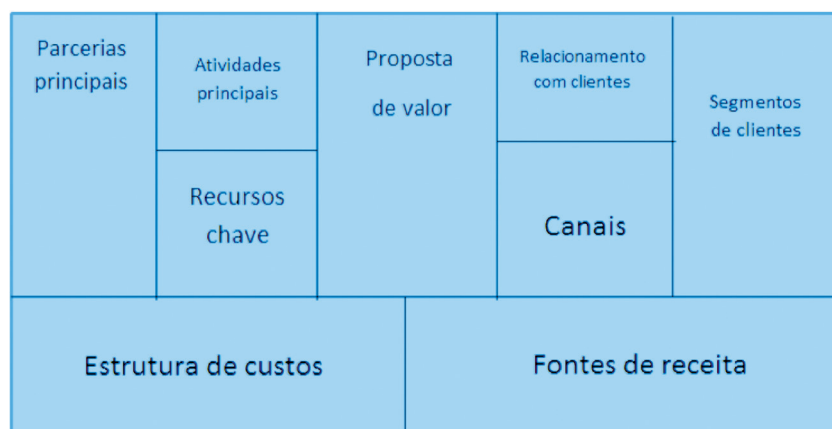 Parcerias
principais
Atividades
principais
Recursos
chave
Proposta
de valor
Relacionamento
com clientes
Canais
Segmentos
de clientes
Estrutura de custos
Fontes de receita